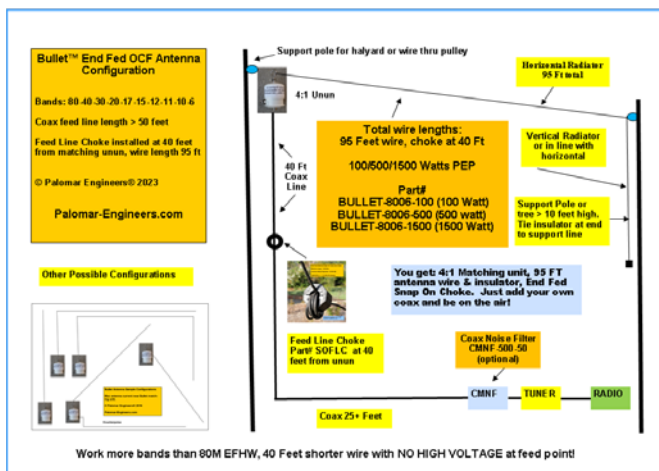 Bullet™ End Fed OCF Antenna
Configuration
Bands: 80-40-30-20-17-15-12-11-10-6
Coax feed line length > 50 feet
Feed Line Choke installed at 40 feet
from matching unun, wire length 95 ft
© Palomar Engineers® 2023
Palomar-Engineers.com
Support pole for halyard or wire thru pulley
4:1 Unun
Horizental Radiator
95 Ft total
Total wire lengths:
95 Feet wire, choke at 40 Ft
100/500/1500 Watts PEP
Part#
BULLET-8006-100 (100 Watt)
BULLET-8006-500 (500 watt)
BULLET-8006-1500 (1500 Watt)
Vertical Radiator
or in line with
horizontal
40 Ft
Coax
Line
Support Pole or
tree > 10 feet high.
Tie insulator at end
to support line
Other Possible Configurations
You get: 4:1 Matching unit, 95 FT
antenna wire & insulator, End Fed
Snap On Choke. Just add your own
coax and be on the air!
Feed Line Choke
Part# SOFLC at 40
feet from unun
Coax Noise Filter
CMNF-500-50
(optional)
CMNF
TUNER
RADIO
Coax 25+ Feet
Work more bands than 80M EFHW, 40 Feet shorter wire with NO HIGH VOLTAGE at feed point!